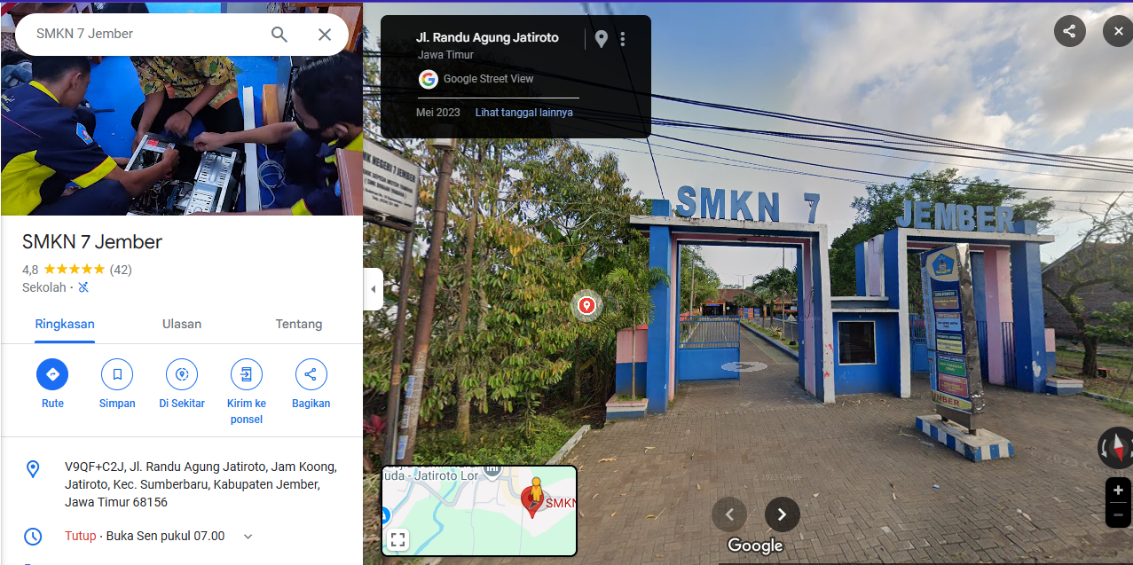 SMKN 7 Jember
SMKN 7 Jember
4,8
(42)
Sekolah ·
Ringkasan
Ulasan
Tentang
Rute
Simpan
Di Sekitar
Kirim ke
ponsel
Bagikan
V9QF+C2J, Jl. Randu Agung Jatiroto, Jam Koong,
Jatiroto, Kec. Sumberbaru, Kabupaten Jember,
Jawa Timur 68156
Tutup · Buka Sen pukul 07.00
Jl. Randu Agung Jatiroto
Jawa Timur
Google Street View
Mei 2023
Lihat tanggal lainnya
NEGERI 7 JEMBER
SMKN 7
JEMBER
MBER
Jatiroto Lor
SMKN
Google